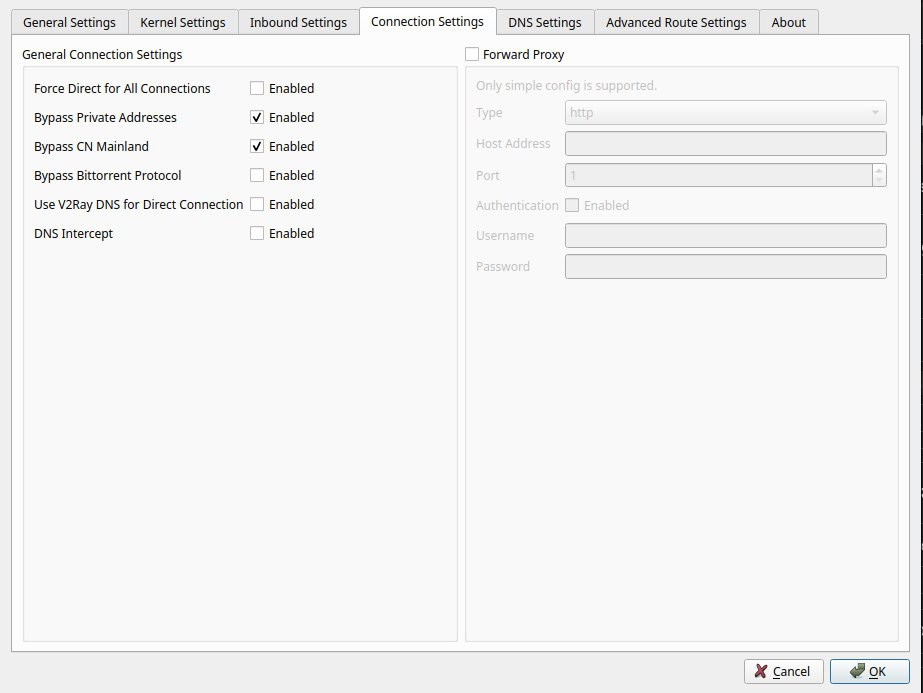 General Settings
Kernel Settings
Inbound Settings
Connection Settings
DNS Settings
Advanced Route Settings
About
General Connection Settings
Force Direct for All Connections Enabled
Bypass Private Addresses Enabled
Bypass CN Mainland Enabled
Bypass Bittorrent Protocol Enabled
Use V2Ray DNS for Direct Connection Enabled
DNS Intercept Enabled
Forward Proxy
Only simple config is supported.
Type http
Host Address
Port 1
Authentication Enabled
Username
Password
Cancel
OK